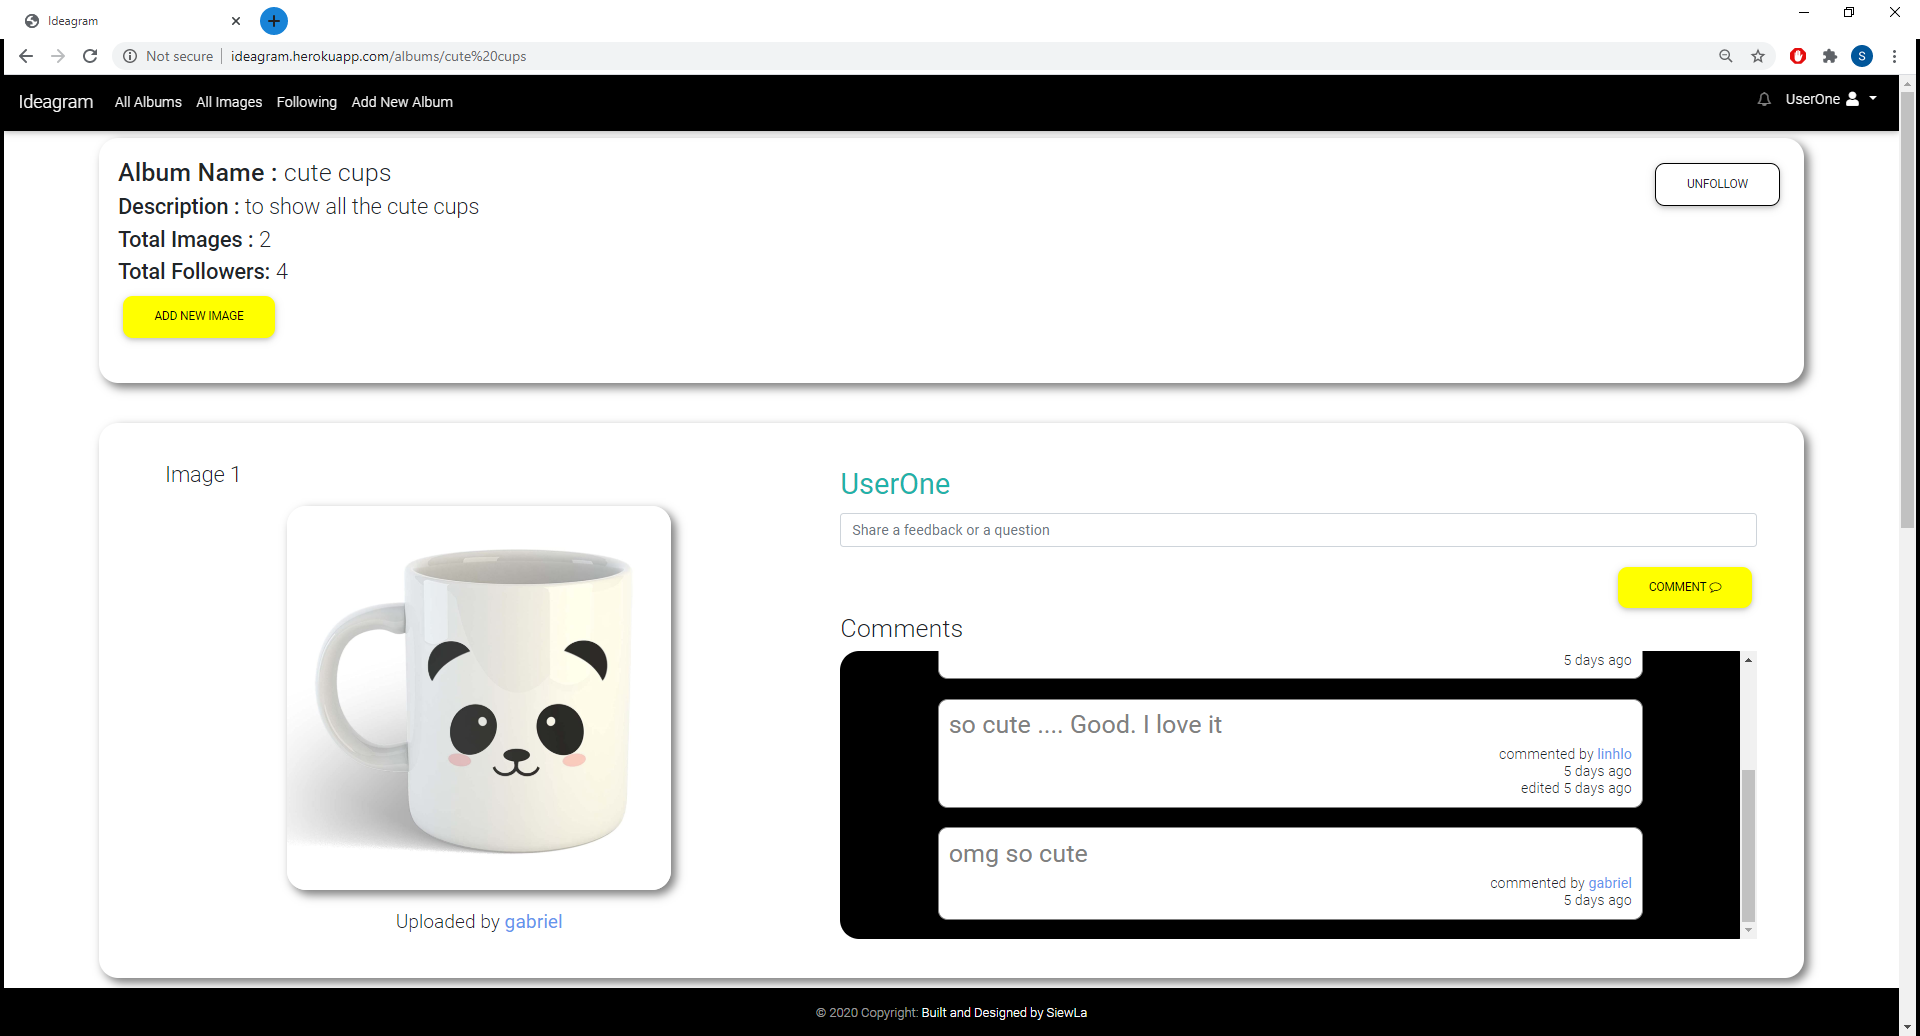 Ideagram
Not secure ideagram.herokuapp.com/albums/cute%20cups
S
Ideagram All Albums All Images Following Add New Album UserOne
Album Name : cute cups
UNFOLLOW
Description : to show all the cute cups
Total Images : 2
Total Followers: 4
ADD NEW IMAGE
Image 1
Uploaded by gabriel
UserOne
Share a feedback or a question
COMMENT
Comments
5 days ago
so cute .... Good. I love it
commented by linhlo
5 days ago
edited 5 days ago
omg so cute
commented by gabriel
5 days ago
© 2020 Copyright: Built and Designed by SiewLa